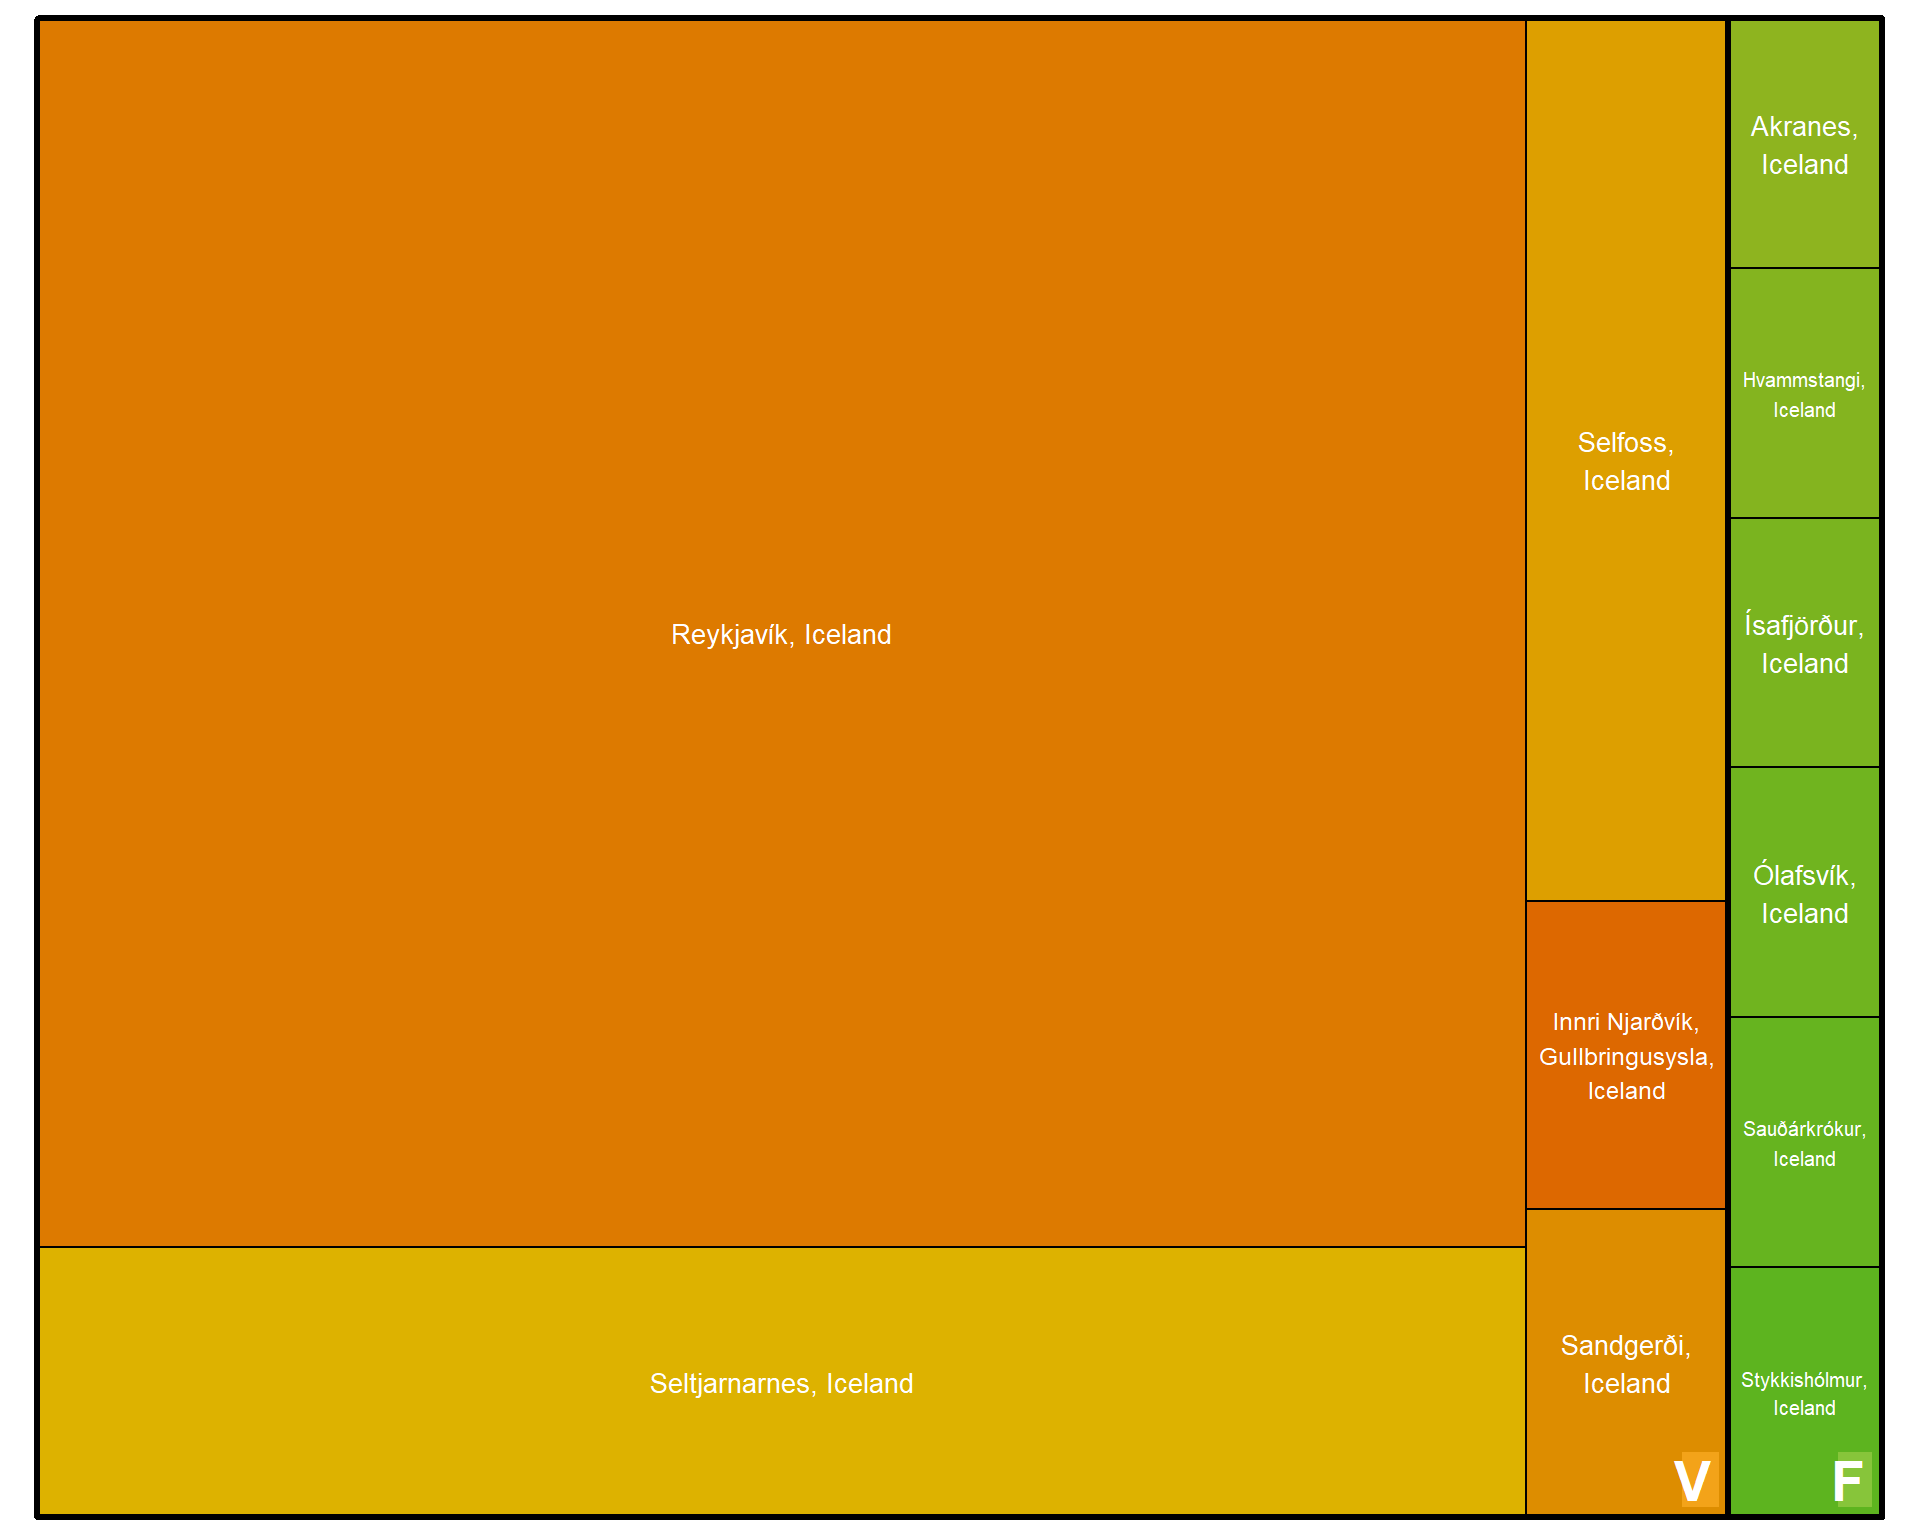 Reykjavík, Iceland
Seltjarnarnes, Iceland
Selfoss,
Iceland
Innri Njarðvík,
Gullbringusysla,
Iceland
Sandgerði,
Iceland
V
Akranes,
Iceland
Hvammstangi,
Iceland
Ísafjörður,
Iceland
Ólafsvík,
Iceland
Sauðárkrókur,
Iceland
Stykkishólmur,
Iceland
F